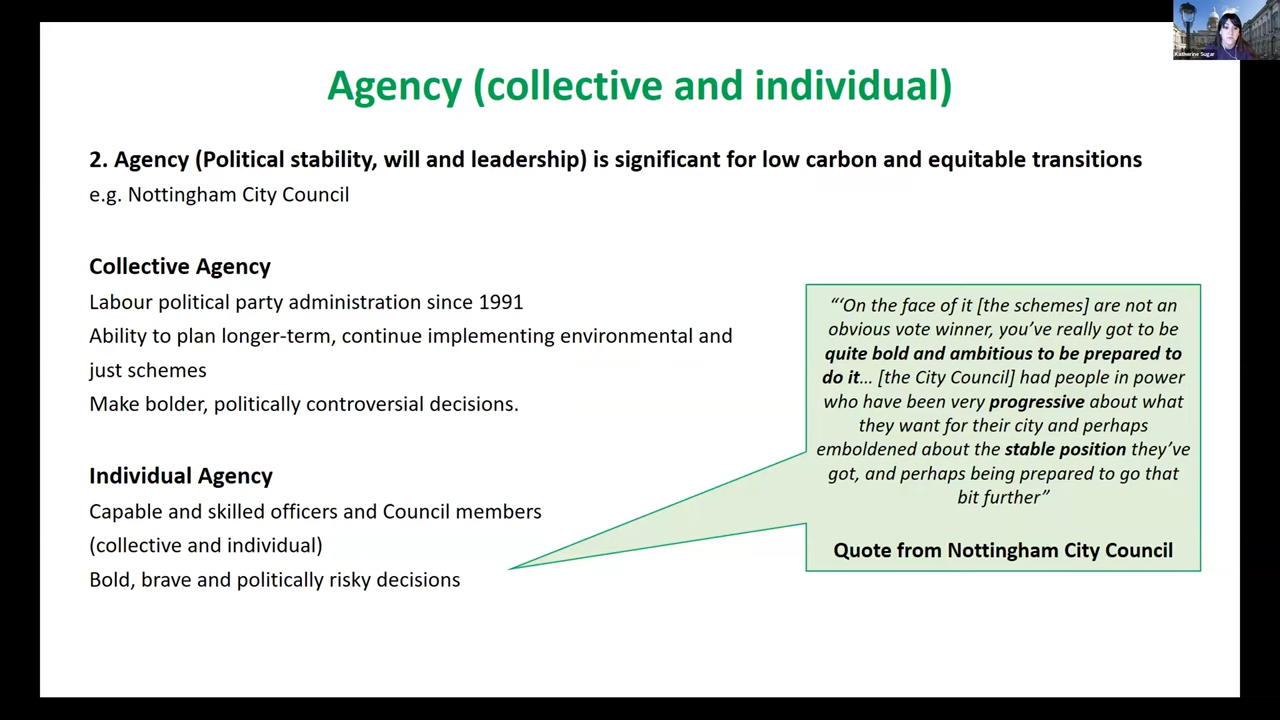 Agency (collective and individual)
2. Agency (Political stability, will and leadership) is significant for low carbon and equitable transitions
e.g. Nottingham City Council
Collective Agency
Labour political party administration since 1991
Ability to plan longer-term, continue implementing environmental and
just schemes
Make bolder, politically controversial decisions.
Individual Agency
Capable and skilled officers and Council members
(collective and individual)
Bold, brave and politically risky decisions
“‘On the face of it [the schemes] are not an
obvious vote winner, you’ve really got to be
quite bold and ambitious to be prepared to
do it… [the City Council] had people in power
who have been very progressive about what
they want for their city and perhaps
emboldened about the stable position they’ve
got, and perhaps being prepared to go that
bit further”
Quote from Nottingham City Council
Katherine Sugar